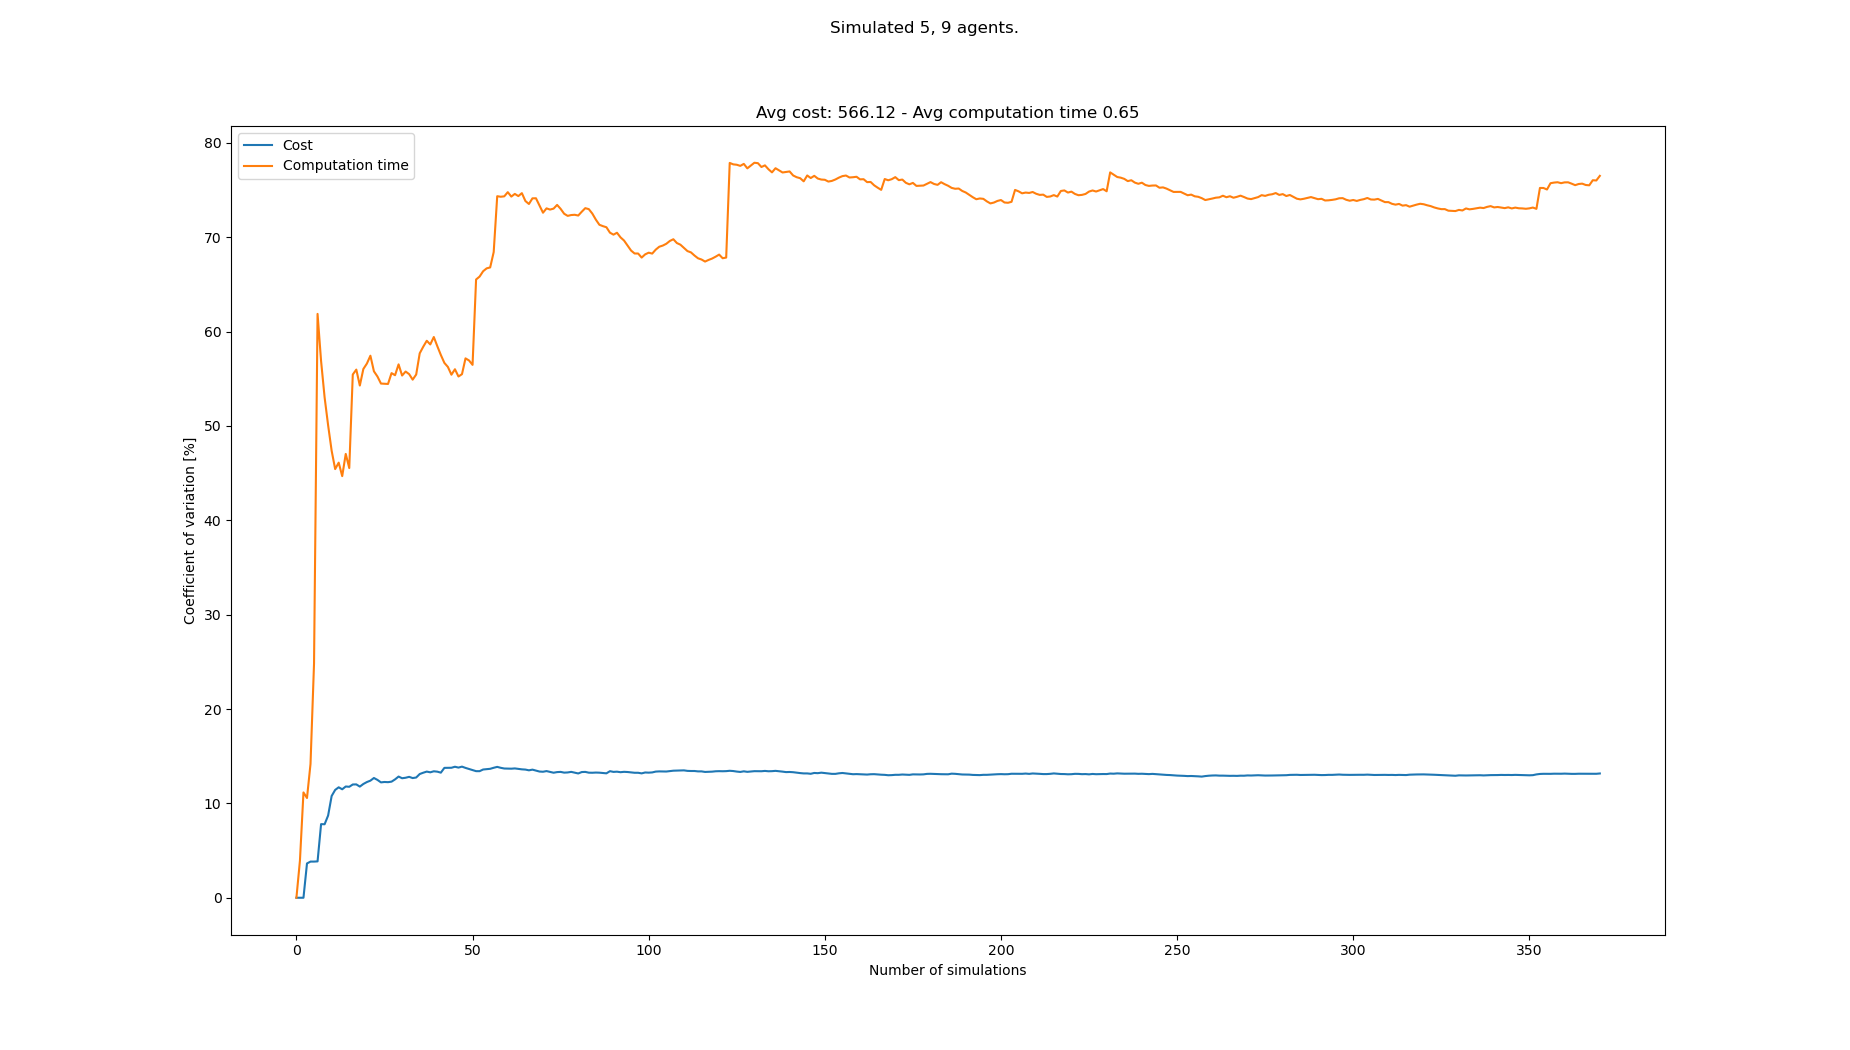 Simulated 5, 9 agents.
Avg cost: 566.12 - Avg computation time 0.65
Cost
Computation time
80
70
60
50
40
30
20
10
0
Coefficient of variation [%]
0 50 100 150 200 250 300 350
Number of simulations